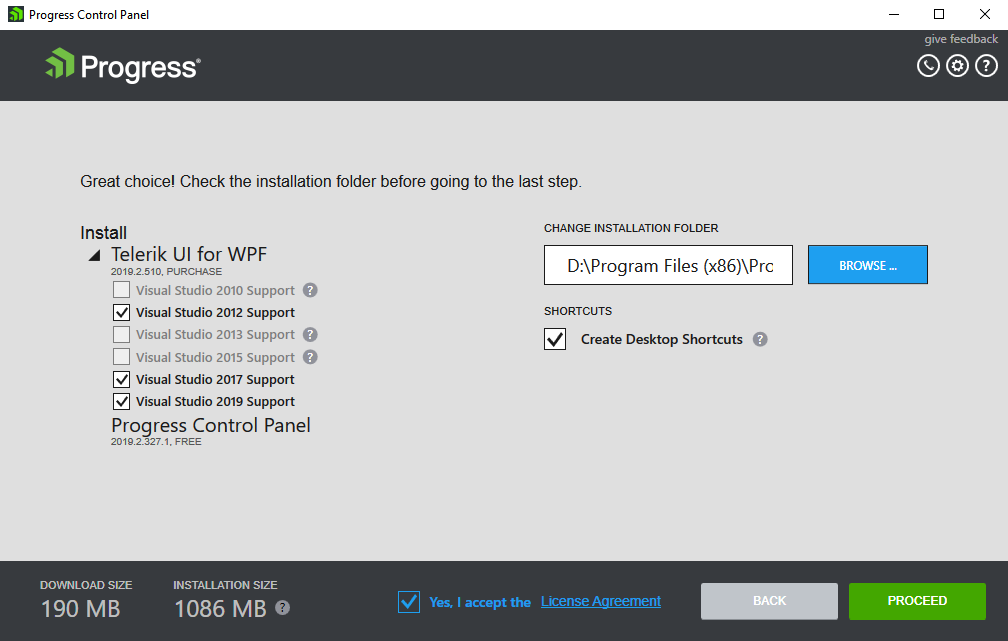 Progress Control Panel
give feedback
Progress®
Great choice! Check the installation folder before going to the last step.
Install
Telerik UI for WPF
2019.2.510, PURCHASE
Visual Studio 2010 Support ?
Visual Studio 2012 Support
Visual Studio 2013 Support ?
Visual Studio 2015 Support ?
Visual Studio 2017 Support
Visual Studio 2019 Support
Progress Control Panel
2019.2.327.1, FREE
CHANGE INSTALLATION FOLDER
D:\Program Files (x86)\Pro
BROWSE ...
SHORTCUTS
Create Desktop Shortcuts ?
DOWNLOAD SIZE
190 MB
INSTALLATION SIZE
1086 MB ?
Yes, I accept the License Agreement
BACK
PROCEED